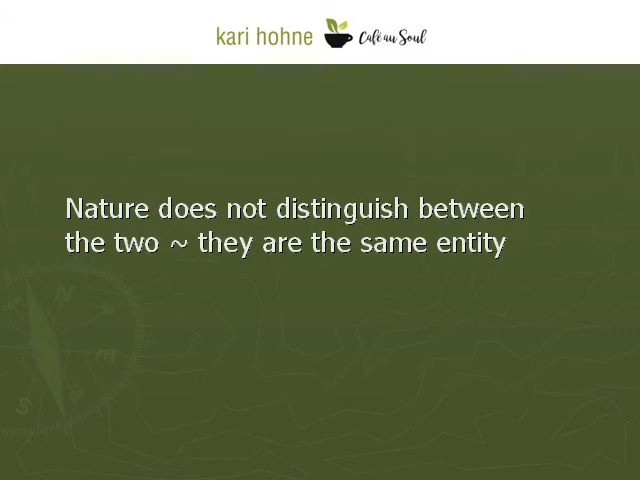 kari hohne Café au Soul
Nature does not distinguish between
the two ~ they are the same entity
N
m
S